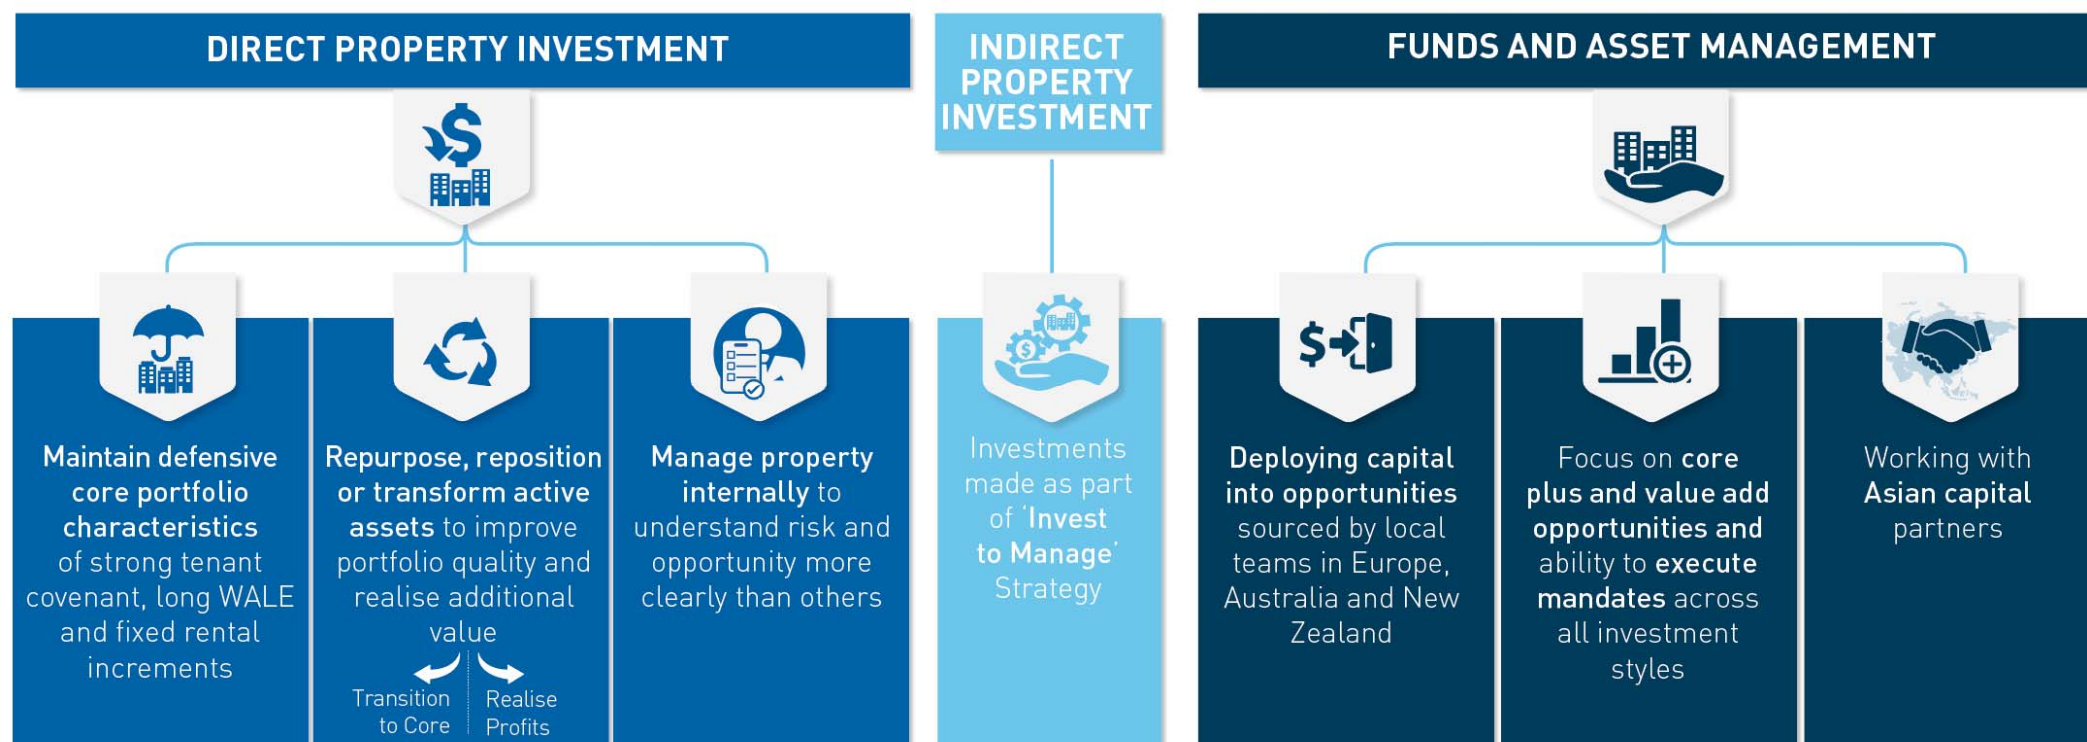 DIRECT PROPERTY INVESTMENT
INDIRECT
PROPERTY
INVESTMENT
FUNDS AND ASSET MANAGEMENT
Maintain defensive
core portfolio
characteristics
of strong tenant
covenant, long WALE
and fixed rental
increments
Repurpose, reposition
or transform active
assets to improve
portfolio quality and
realise additional
value
Transition
to Core
Realise
Profits
Manage property
internally to
understand risk and
opportunity more
clearly than others
Investments
made as part
of ‘Invest
to Manage’
Strategy
Deploying capital
into opportunities
sourced by local
teams in Europe,
Australia and New
Zealand
Focus on core
plus and value add
opportunities and
ability to execute
mandates across
all investment
styles
Working with
Asian capital
partners